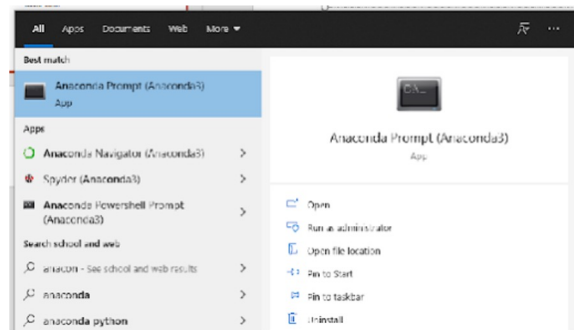 All Apps Documents Web More
Best match
Anaconda Prompt (Anaconda3)
App
Apps
Anaconda Navigator (Anaconda3)
Spyder (Anaconda3)
Anaconda Powershell Prompt
(Anaconda3)
Search school and web
anacon - See school and web results
anaconda
anaconda python
Anaconda Prompt (Anaconda3)
App
Open
Run as administrator
Open file location
Pin to Start
Pin to taskbar
Uninstall